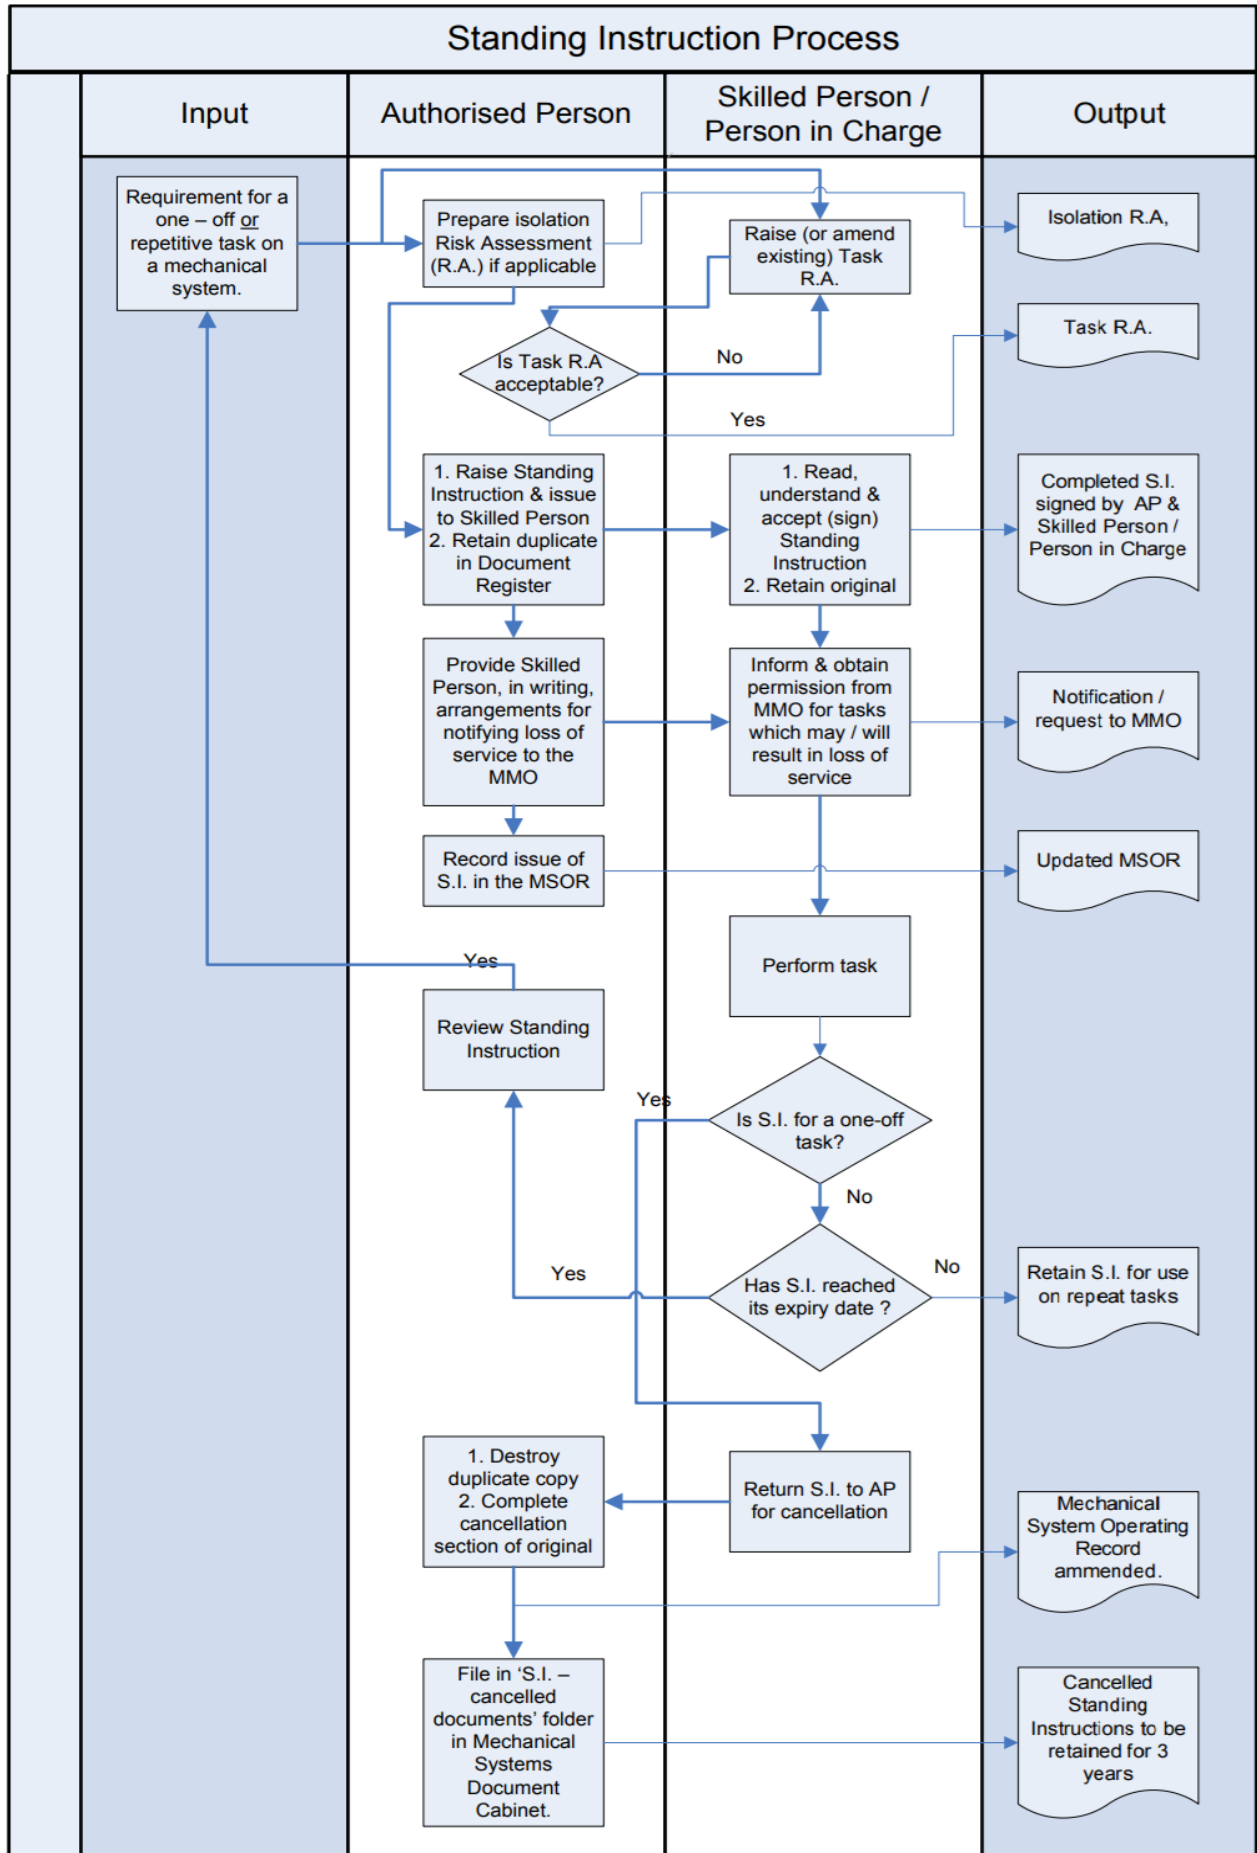 Standing Instruction Process
Input
Authorised Person
Skilled Person /
Person in Charge
Output
Requirement for a
one – off or
repetitive task on
a mechanical
system.
Prepare isolation
Risk Assessment
(R.A.) if applicable
Raise (or amend
existing) Task
R.A.
Isolation R.A,
Is Task R.A
acceptable?
No
Yes
Task R.A.
1. Raise Standing
Instruction & issue
to Skilled Person
2. Retain duplicate
in Document
Register
1. Read,
understand &
accept (sign)
Standing
Instruction
2. Retain original
Completed S.I.
signed by AP &
Skilled Person /
Person in Charge
Provide Skilled
Person, in writing,
arrangements for
notifying loss of
service to the
MMO
Inform & obtain
permission from
MMO for tasks
which may / will
result in loss of
service
Notification /
request to MMO
Record issue of
S.I. in the MSOR
Updated MSOR
Perform task
Yes
Review Standing
Instruction
Is S.I. for a one-off
task?
Yes
No
Has S.I. reached
its expiry date ?
Yes
No
Retain S.I. for use
on repeat tasks
1. Destroy
duplicate copy
2. Complete
cancellation
section of original
Return S.I. to AP
for cancellation
Mechanical
System Operating
Record
ammended.
File in ‘S.I. –
cancelled
documents’ folder
in Mechanical
Systems
Document
Cabinet.
Cancelled
Standing
Instructions to be
retained for 3
years